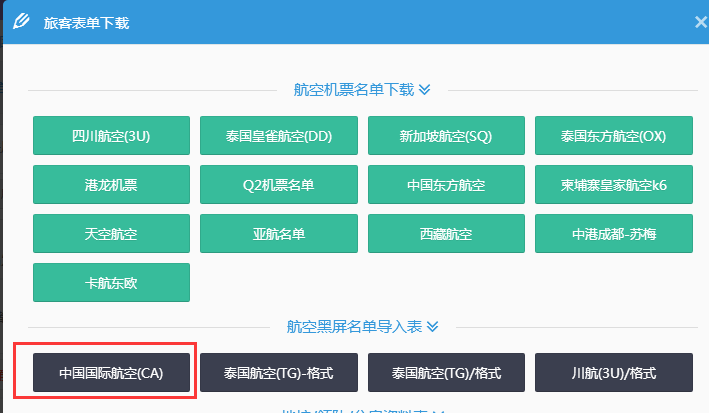 旅客表单下载
航空机票名单下载
四川航空(3U) 泰国皇雀航空(DD) 新加坡航空(SQ) 泰国东方航空(OX)
港龙机票 Q2机票名单 中国东方航空 柬埔寨皇家航空k6
天空航空 亚航名单 西藏航空 中港成都-苏梅
卡航东欧
航空黑屏名单导入表
中国国际航空(CA) 泰国航空(TG)-格式 泰国航空(TG)/格式 川航(3U)/格式